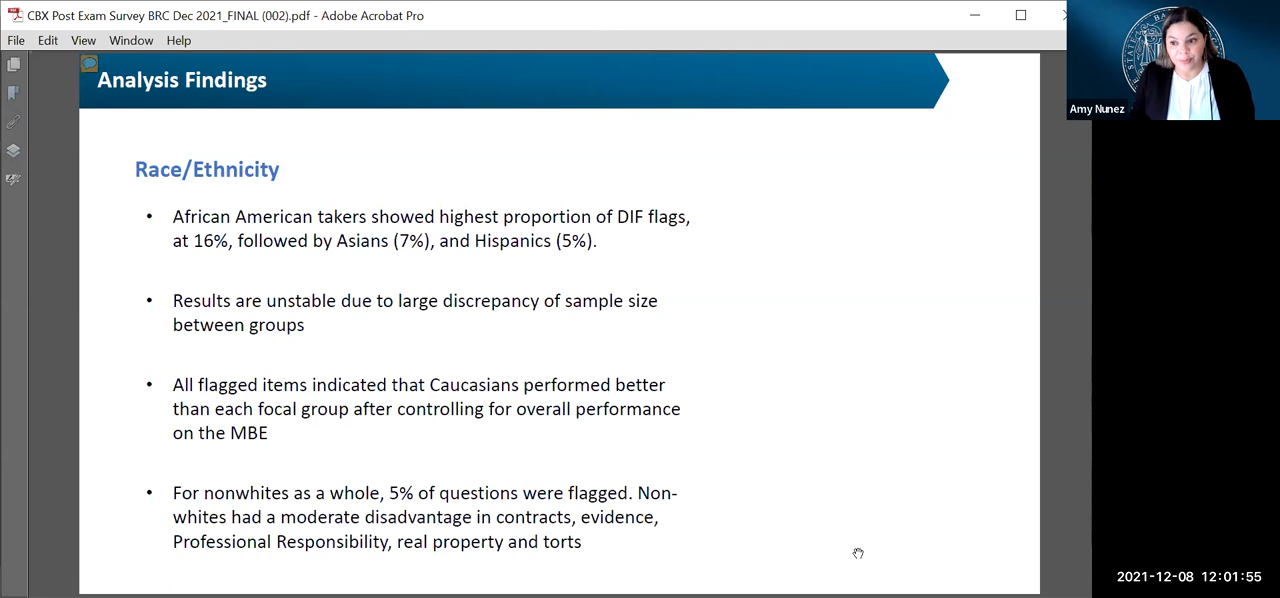 CBX Post Exam Survey BRC Dec 2021_FINAL (002).pdf - Adobe Acrobat Pro
File Edit View Window Help
Analysis Findings
Race/Ethnicity
• African American takers showed highest proportion of DIF flags,
at 16%, followed by Asians (7%), and Hispanics (5%).
• Results are unstable due to large discrepancy of sample size
between groups
• All flagged items indicated that Caucasians performed better
than each focal group after controlling for overall performance
on the MBE
• For nonwhites as a whole, 5% of questions were flagged. Non-
whites had a moderate disadvantage in contracts, evidence,
Professional Responsibility, real property and torts
Amy Nunez
2021-12-08 12:01:55